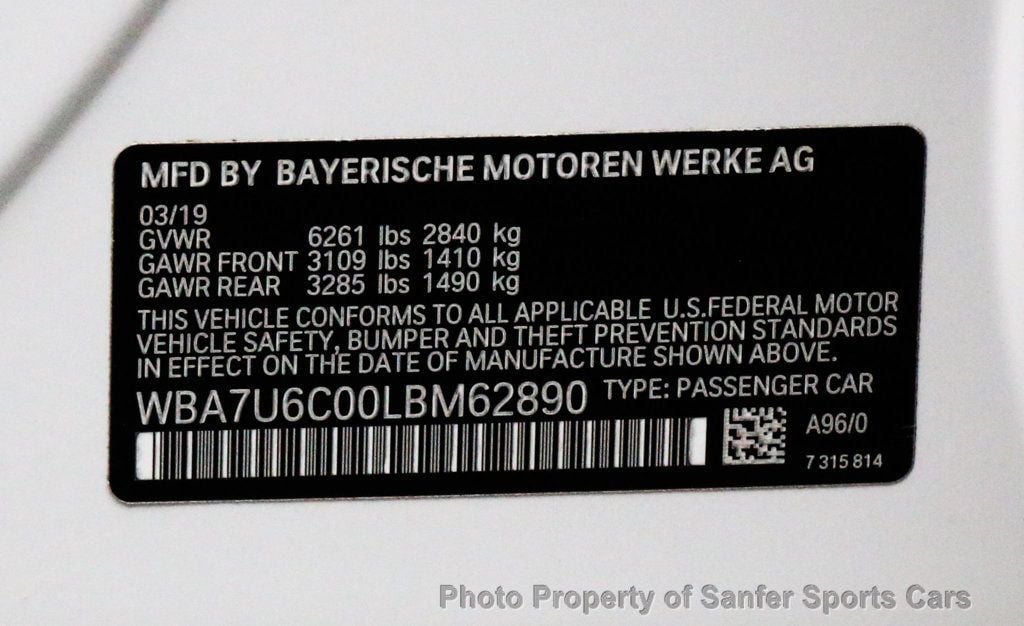 MFD BY BAYERISCHE MOTOREN WERKE AG
03/19
GVWR 6261 lbs 2840 kg
GAWR FRONT 3109 lbs 1410 kg
GAWR REAR 3285 lbs 1490 kg
THIS VEHICLE CONFORMS TO ALL APPLICABLE U.S.FEDERAL MOTOR
VEHICLE SAFETY, BUMPER AND THEFT PREVENTION STANDARDS
IN EFFECT ON THE DATE OF MANUFACTURE SHOWN ABOVE.
WBA7U6C00LBM62890 TYPE: PASSENGER CAR
A96/0
7 315 814
Photo Property of Sanfer Sports Cars